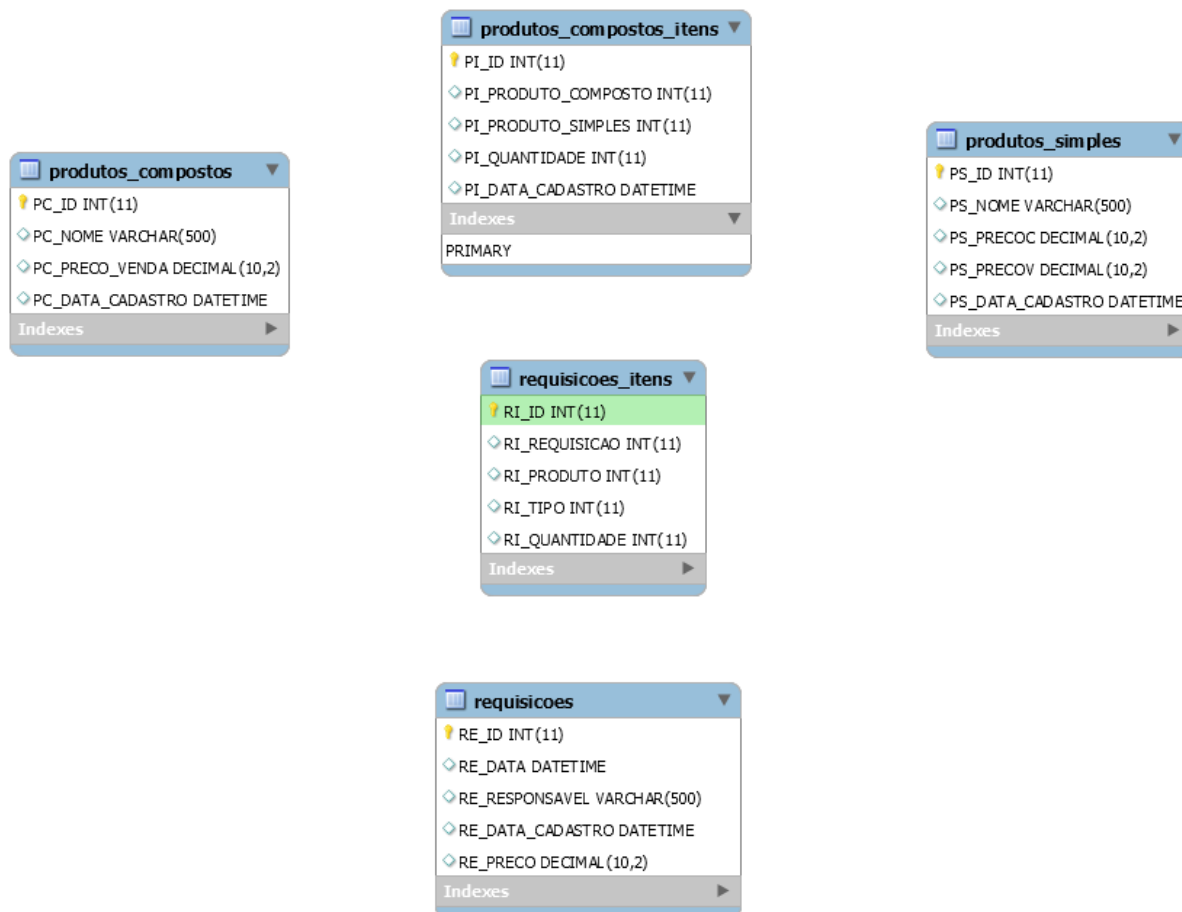 produtos_compostos_itens
PI_ID INT(11)
PI_PRODUTO_COMPOSTO INT(11)
PI_PRODUTO_SIMPLES INT(11)
PI_QUANTIDADE INT(11)
PI_DATA_CADASTRO DATETIME
Indexes
PRIMARY
produtos_compostos
PC_ID INT(11)
PC_NOME VARCHAR(500)
PC_PRECO_VENDA DECIMAL(10,2)
PC_DATA_CADASTRO DATETIME
Indexes
produtos_simples
PS_ID INT(11)
PS_NOME VARCHAR(500)
PS_PRECOC DECIMAL(10,2)
PS_PRECOV DECIMAL(10,2)
PS_DATA_CADASTRO DATETIME
Indexes
requisicoes_itens
RI_ID INT(11)
RI_REQUISICAO INT(11)
RI_PRODUTO INT(11)
RI_TIPO INT(11)
RI_QUANTIDADE INT(11)
Indexes
requisicoes
RE_ID INT(11)
RE_DATA DATETIME
RE_RESPONSAVEL VARCHAR(500)
RE_DATA_CADASTRO DATETIME
RE_PRECO DECIMAL(10,2)
Indexes